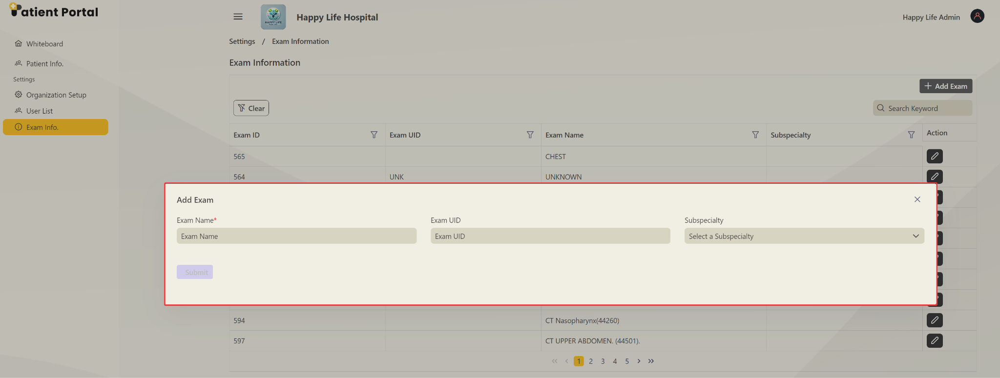 Patient Portal
Happy Life Hospital
Happy Life Admin
Whiteboard
Patient Info.
Settings
Organization Setup
User List
Exam Info.
Settings / Exam Information
Exam Information
+ Add Exam
Clear
Search Keyword
Exam ID
Exam UID
Exam Name
Subspecialty
Action
565
CHEST
564
UNK
UNKNOWN
Add Exam
Exam Name*
Exam UID
Subspecialty
Exam Name
Exam UID
Select a Subspecialty
Submit
594
CT Nasopharynx(44260)
597
CT UPPER ABDOMEN. (44501).
« ‹ 1 2 3 4 5 › »